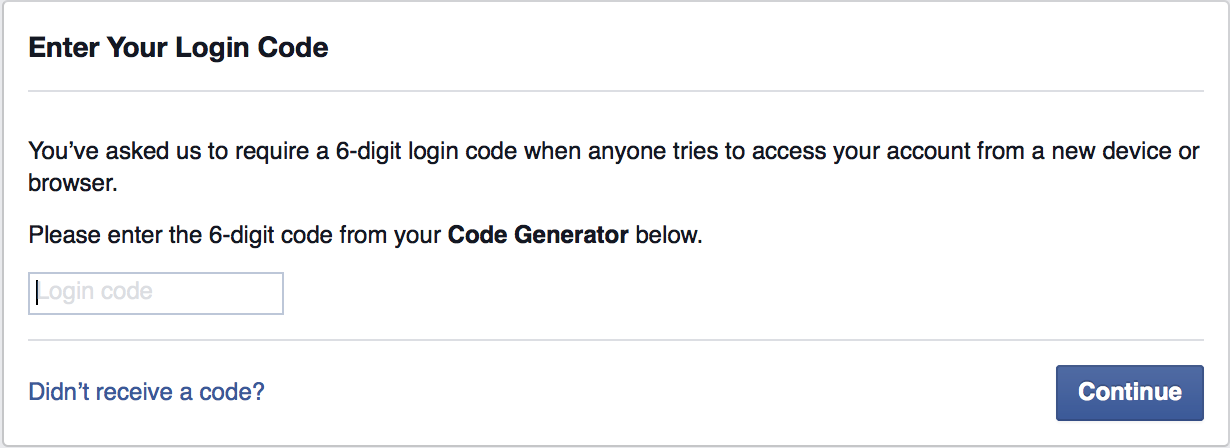 Enter Your Login Code
You’ve asked us to require a 6-digit login code when anyone tries to access your account from a new device or
browser.
Please enter the 6-digit code from your Code Generator below.
Login code
Didn’t receive a code?
Continue